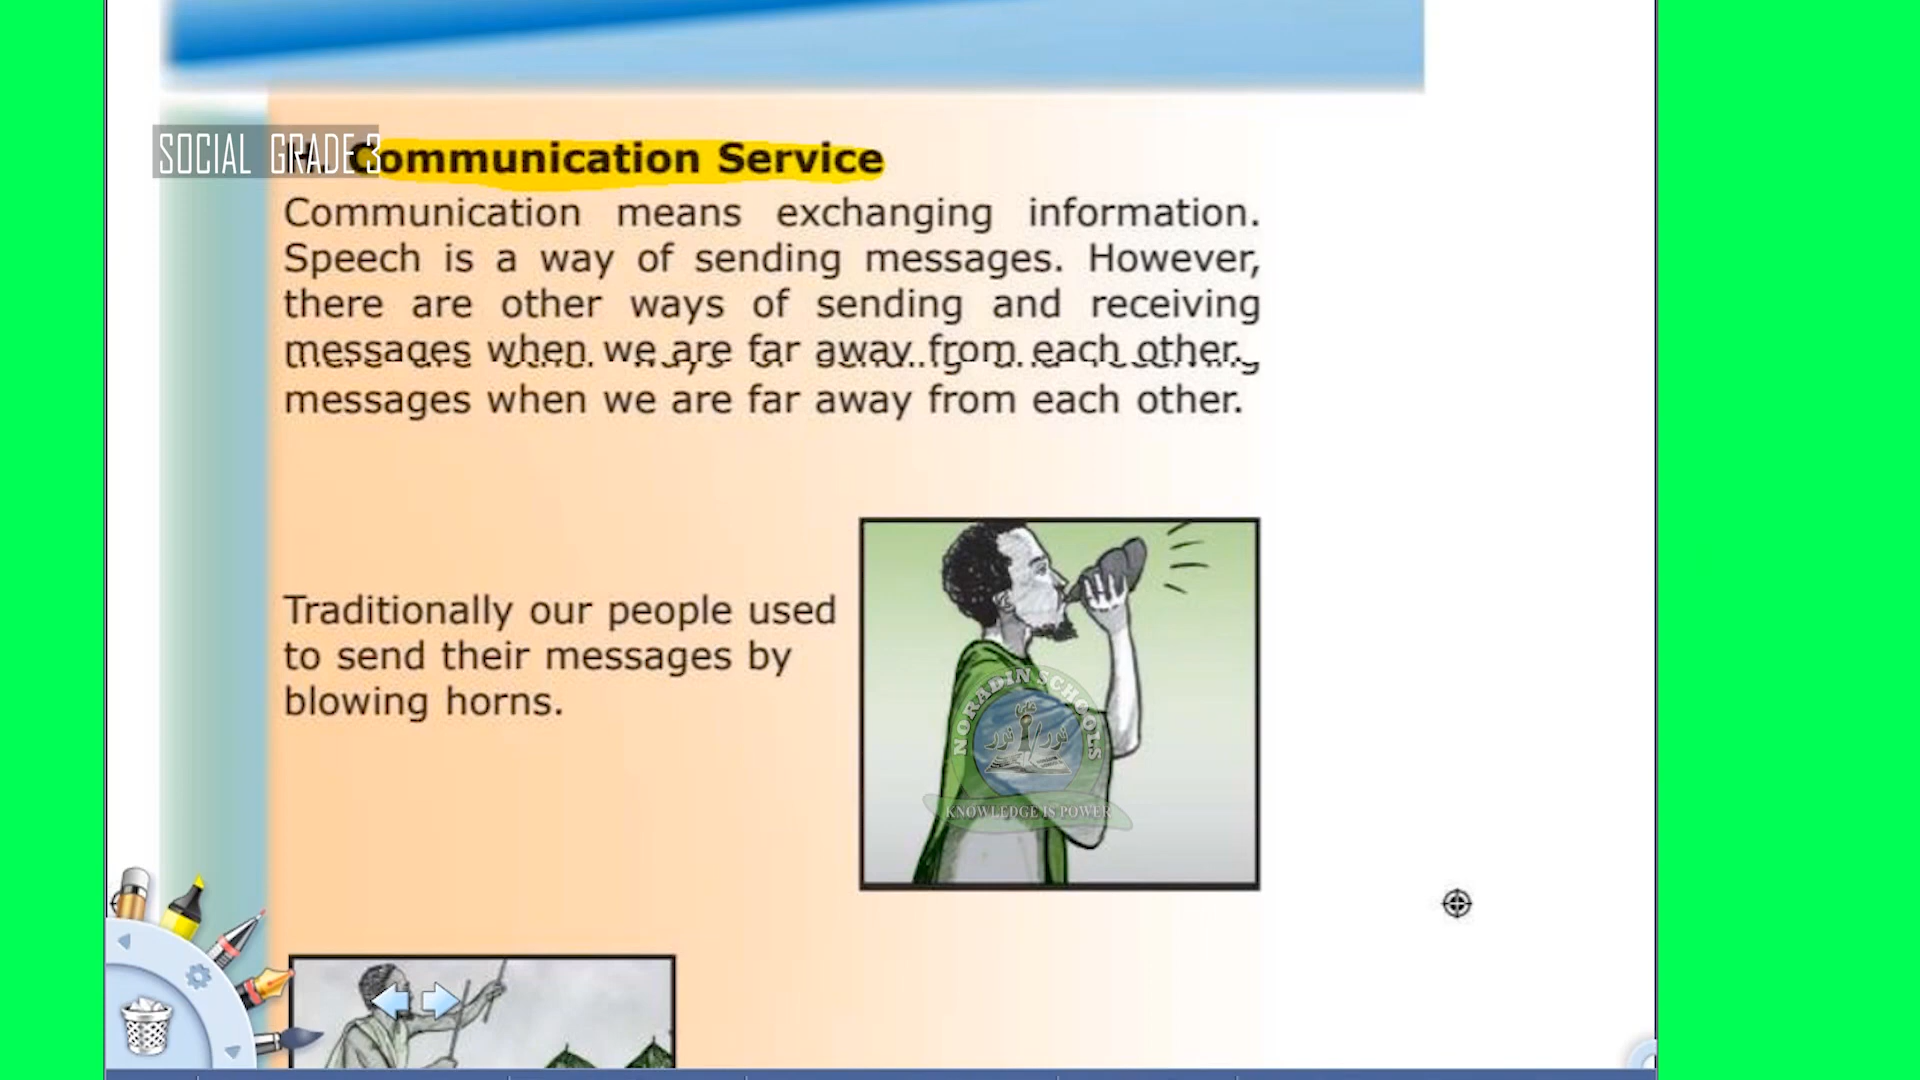 SOCIAL GRADE 3
Communication Service
Communication means exchanging information.
Speech is a way of sending messages. However,
there are other ways of sending and receiving
messages when we are far away from each other.
messages when we are far away from each other.
Traditionally our people used
to send their messages by
blowing horns.
NORADIN SCHOOLS
نور نور
KNOWLEDGE IS POWER